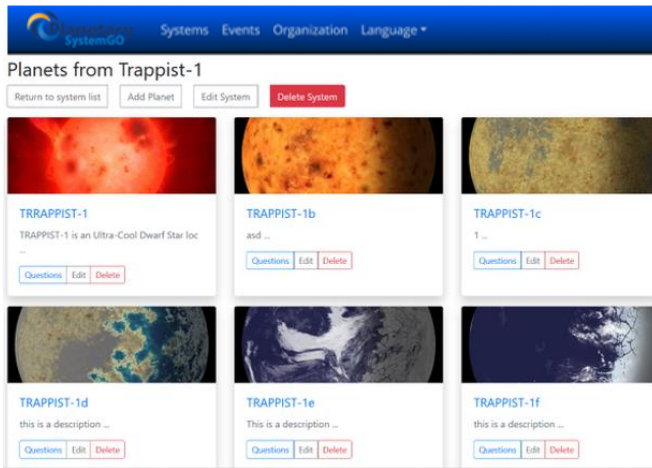 Planetary
SystemGO
Systems Events Organization Language
Planets from Trappist-1
Return to system list Add Planet Edit System Delete System
TRRAPPIST-1 TRAPPIST-1b TRAPPIST-1c
TRAPPIST-1 is an Ultra-Cool Dwarf Star loc asd ... 1 ...
...
Questions Edit Delete Questions Edit Delete Questions Edit Delete
TRAPPIST-1d TRAPPIST-1e TRAPPIST-1f
this is a description ... This is a description ... this is a description ...
Questions Edit Delete Questions Edit Delete Questions Edit Delete